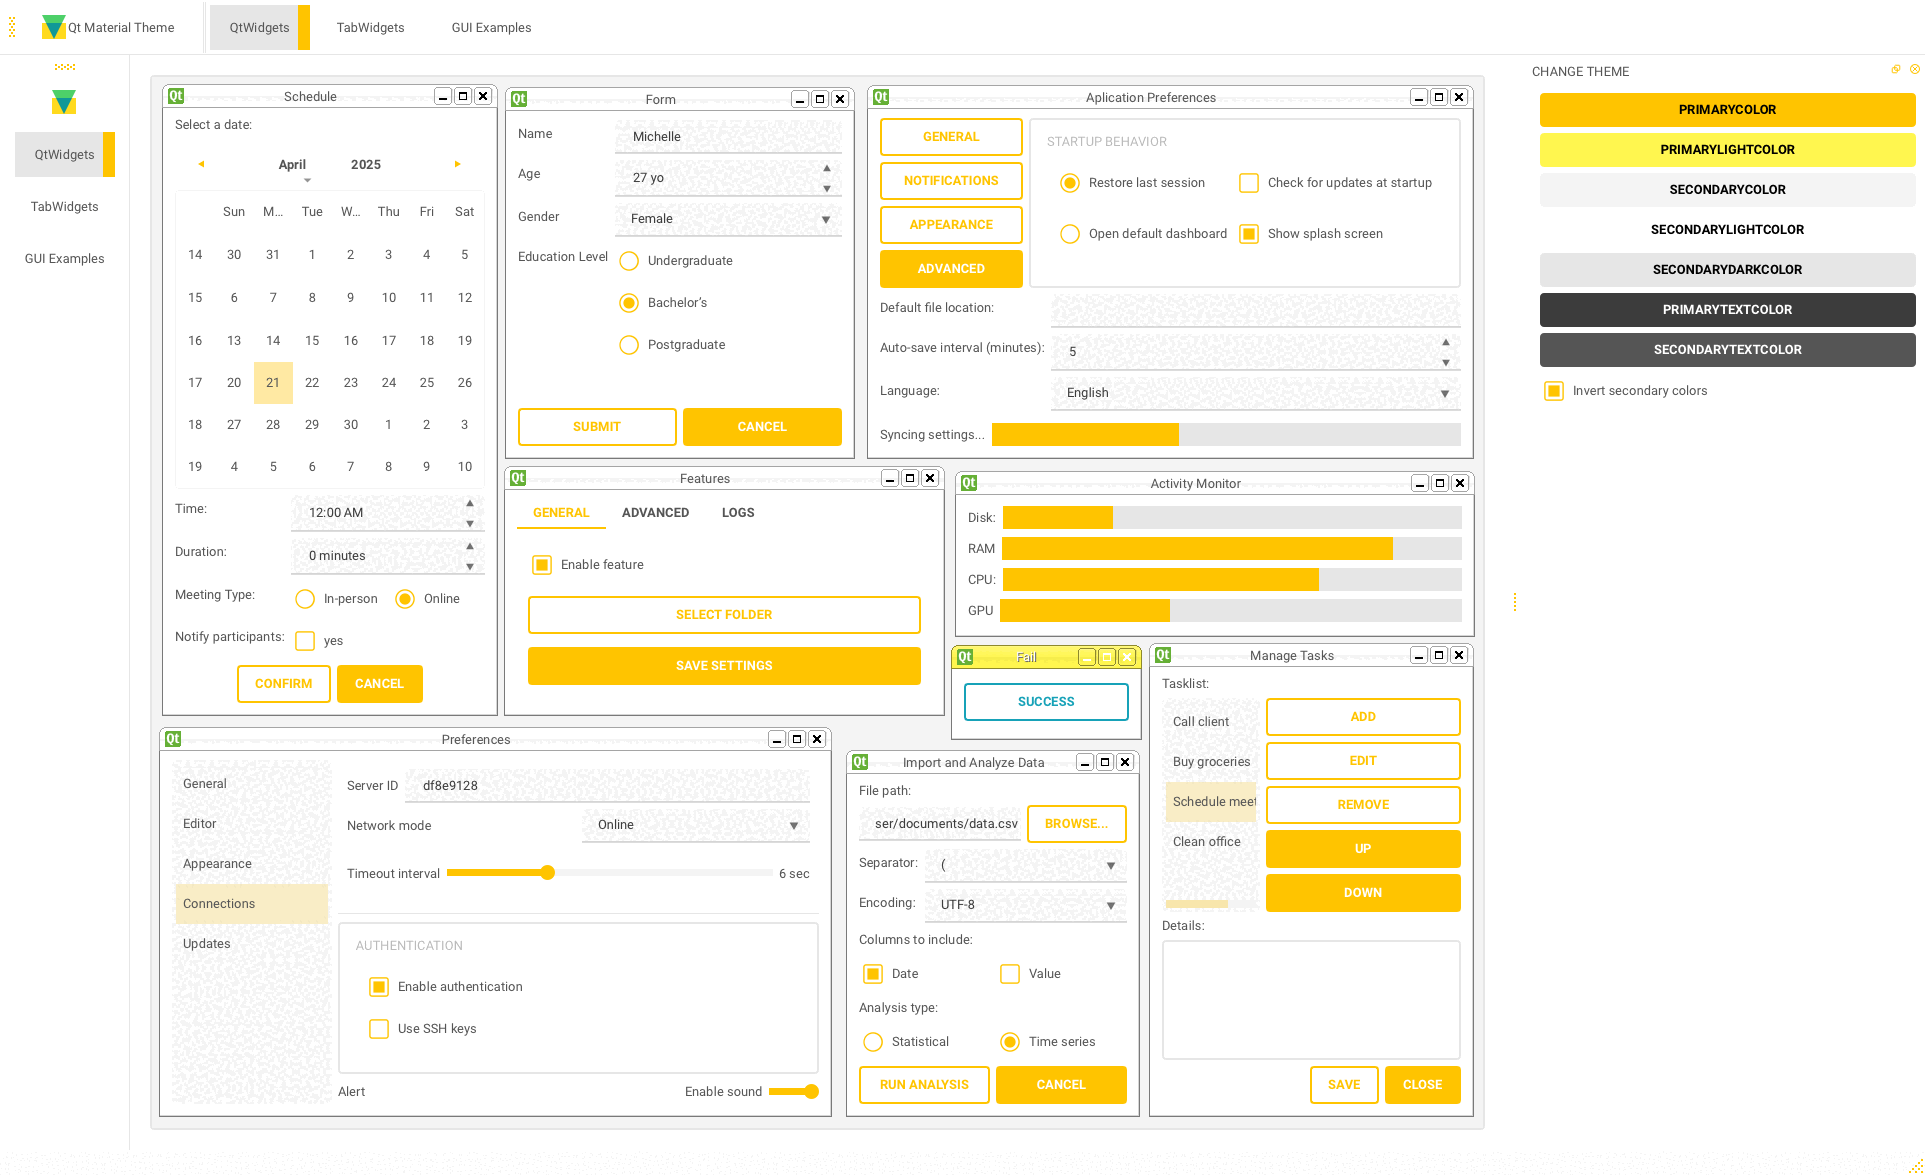 Qt Material Theme
QtWidgets
TabWidgets
GUI Examples
QtWidgets
TabWidgets
GUI Examples
Qt Schedule
Select a date:
April 2025
Sun M... Tue W... Thu Fri Sat
14 30 31 1 2 3 4 5
15 6 7 8 9 10 11 12
16 13 14 15 16 17 18 19
17 20 21 22 23 24 25 26
18 27 28 29 30 1 2 3
19 4 5 6 7 8 9 10
Time: 12:00 AM
Duration: 0 minutes
Meeting Type: In-person Online
Notify participants: yes
CONFIRM CANCEL
Qt Form
Name Michelle
Age 27 yo
Gender Female
Education Level Undergraduate
Bachelor's
Postgraduate
SUBMIT CANCEL
Qt Aplication Preferences
GENERAL
NOTIFICATIONS
APPEARANCE
ADVANCED
STARTUP BEHAVIOR
Restore last session Check for updates at startup
Open default dashboard Show splash screen
Default file location:
Auto-save interval (minutes): 5
Language: English
Syncing settings...
Qt Features
GENERAL ADVANCED LOGS
Enable feature
SELECT FOLDER
SAVE SETTINGS
Qt Activity Monitor
Disk:
RAM
CPU:
GPU
Qt Fail
SUCCESS
Qt Manage Tasks
Tasklist:
Call client
Buy groceries
Schedule meet
Clean office
ADD
EDIT
REMOVE
UP
DOWN
Details:
SAVE CLOSE
Qt Preferences
General
Editor
Appearance
Connections
Updates
Server ID df8e9128
Network mode Online
Timeout interval 6 sec
AUTHENTICATION
Enable authentication
Use SSH keys
Alert Enable sound
Qt Import and Analyze Data
File path:
ser/documents/data.csv BROWSE...
Separator: (
Encoding: UTF-8
Columns to include:
Date Value
Analysis type:
Statistical Time series
RUN ANALYSIS CANCEL
CHANGE THEME
PRIMARYCOLOR
PRIMARYLIGHTCOLOR
SECONDARYCOLOR
SECONDARYLIGHTCOLOR
SECONDARYDARKCOLOR
PRIMARYTEXTCOLOR
SECONDARYTEXTCOLOR
Invert secondary colors